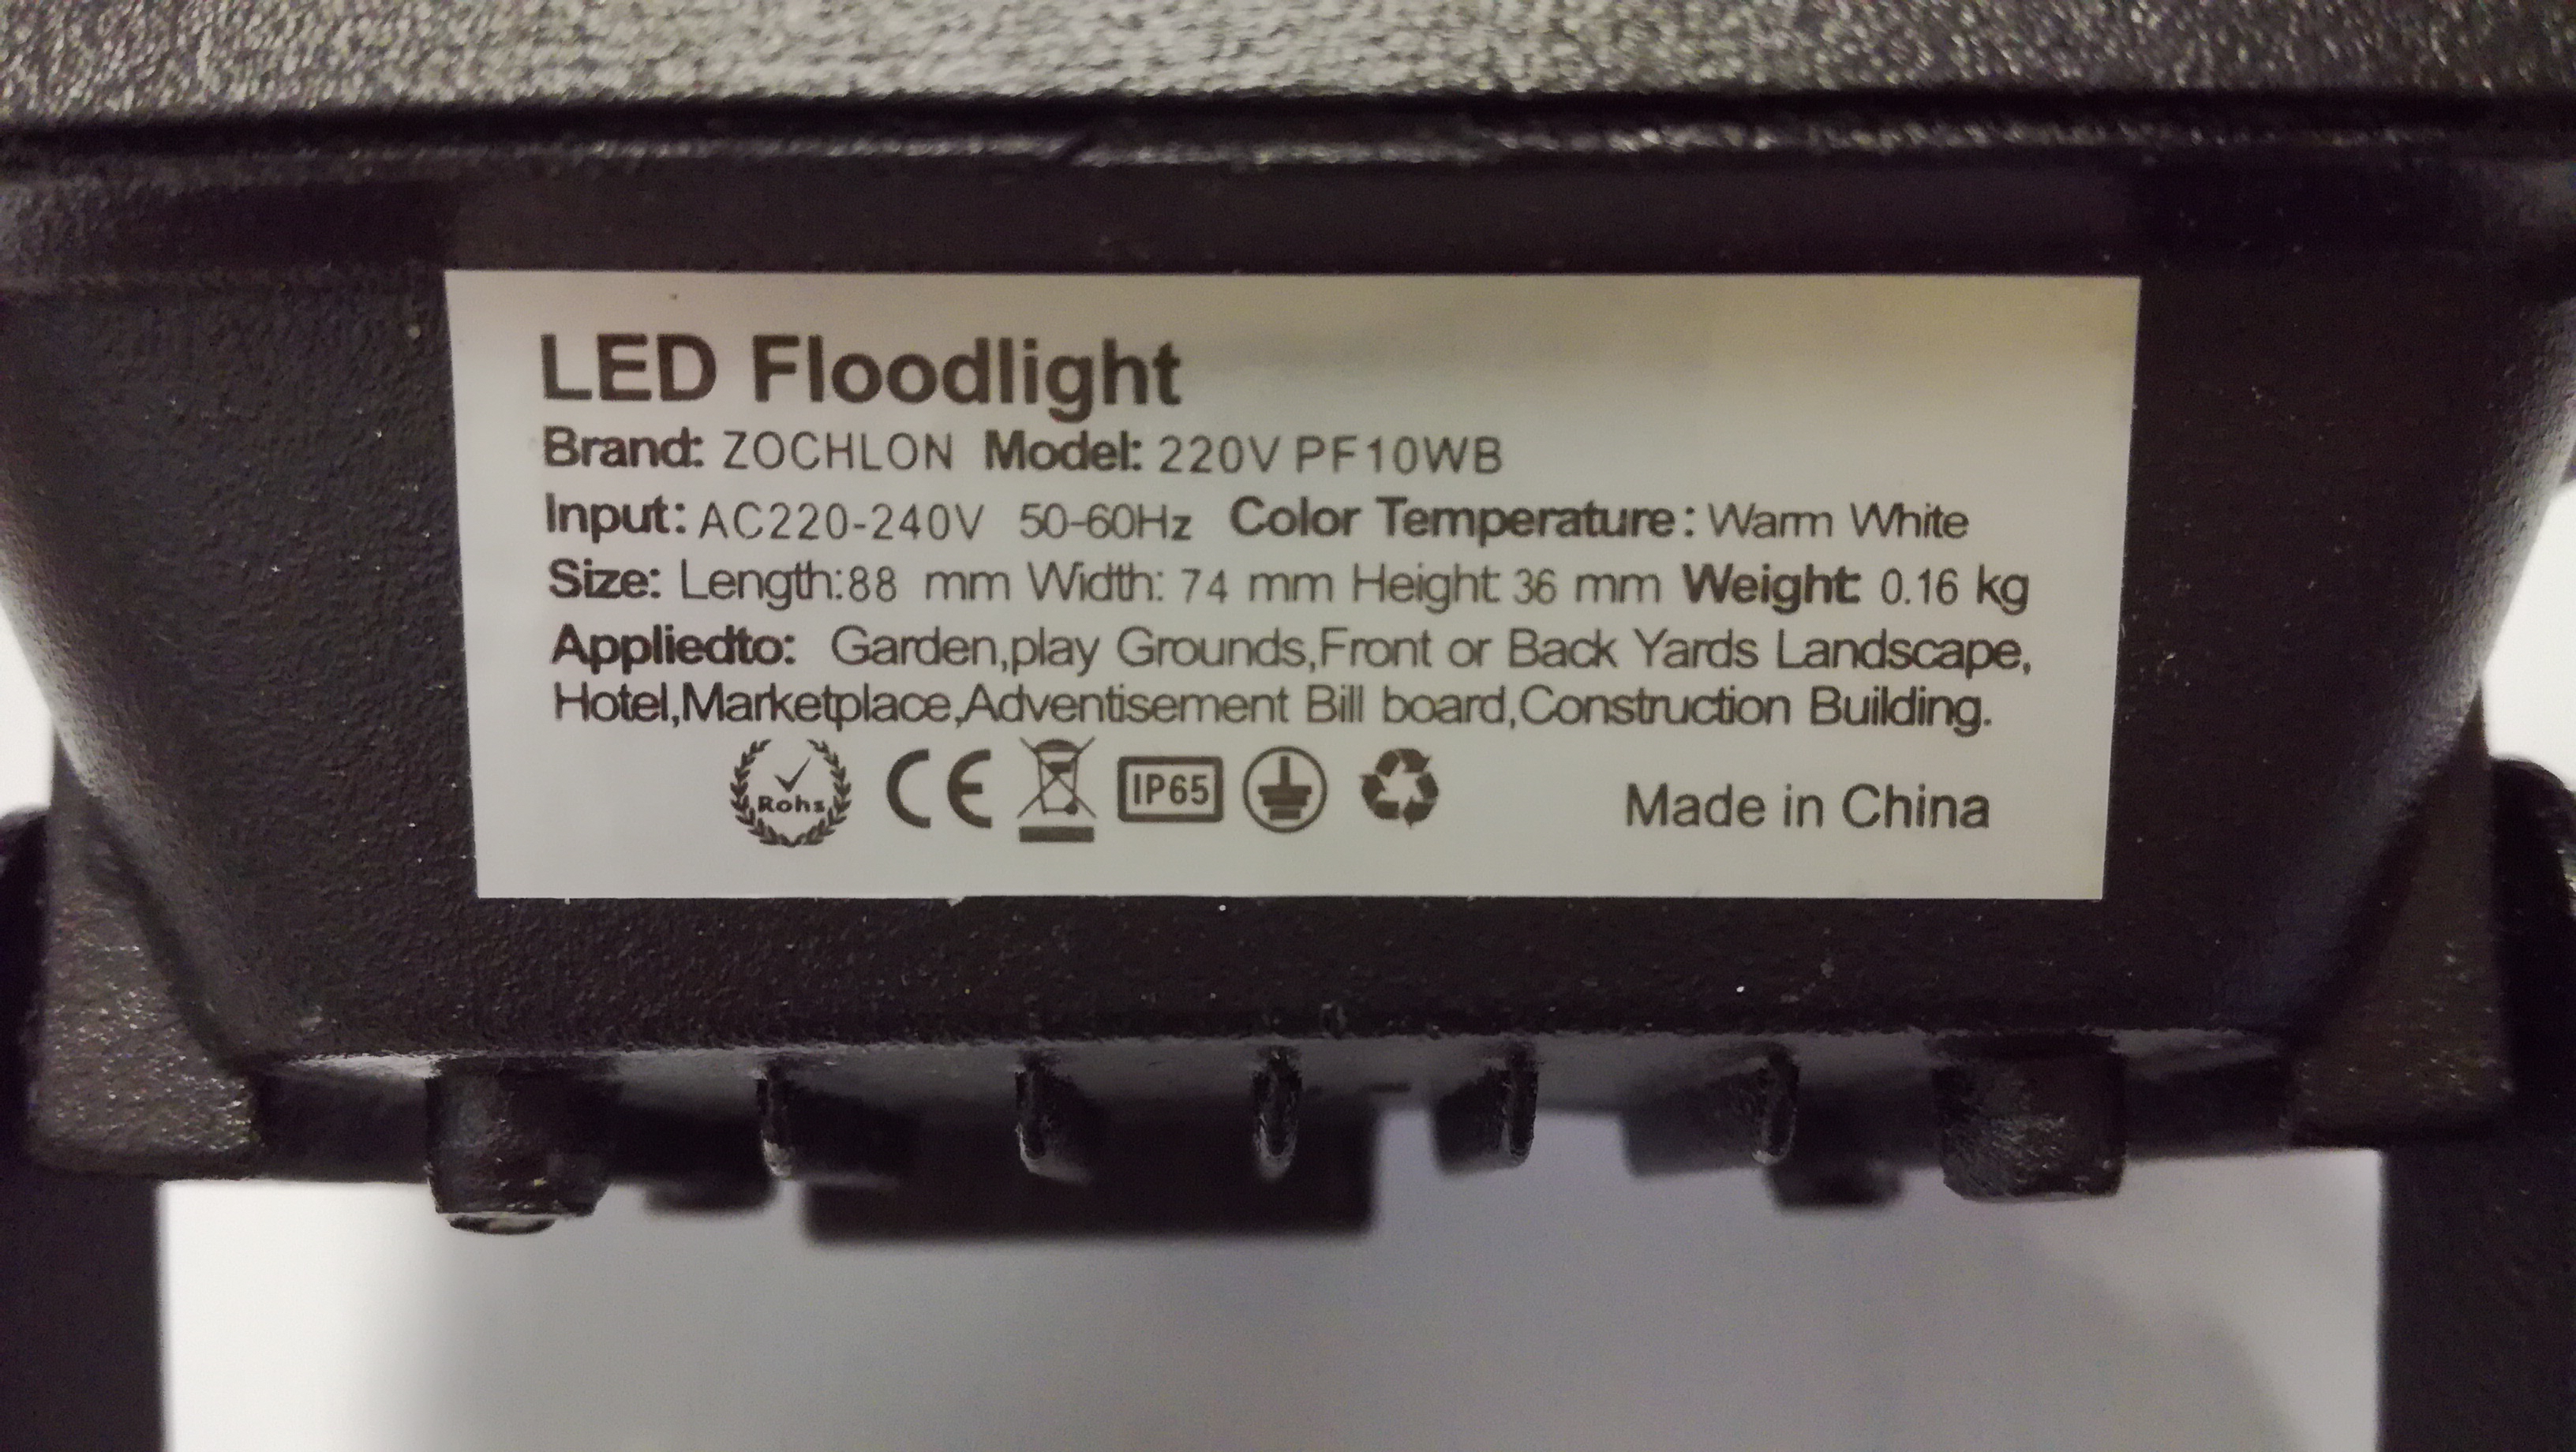 LED Floodlight
Brand: ZOCHLON Model: 220V PF10WB
Input: AC220-240V 50-60Hz Color Temperature: Warm White
Size: Length:88 mm Width: 74 mm Height: 36 mm Weight: 0.16 kg
Appliedto: Garden,play Grounds,Front or Back Yards Landscape,
Hotel,Marketplace,Adventisement Bill board,Construction Building.
Rohs CE IP65 Made in China